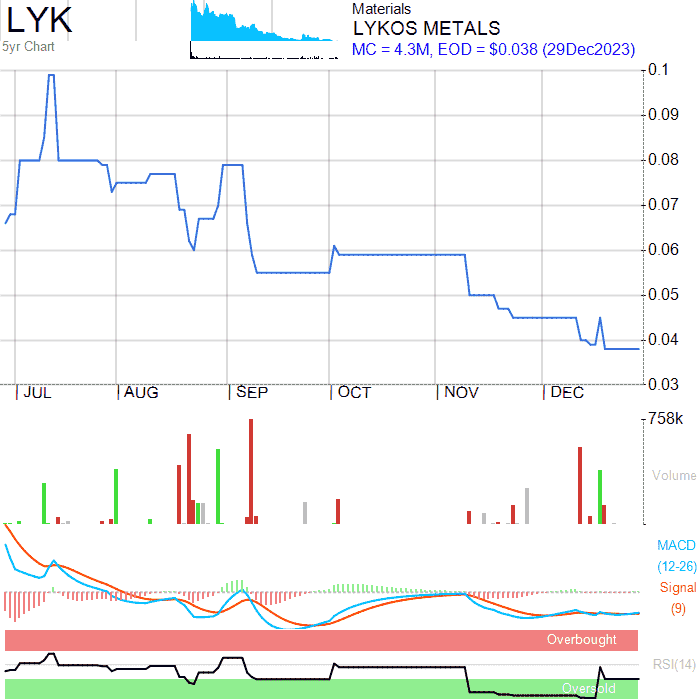 LYK
5yr Chart
Materials
LYKOS METALS
MC = 4.3M, EOD = $0.038 (29Dec2023)
0.1
0.09
0.08
0.07
0.06
0.05
0.04
0.03
JUL AUG SEP OCT NOV DEC
758k
Volume
MACD
(12-26)
Signal
(9)
Overbought
RSI(14)
Oversold